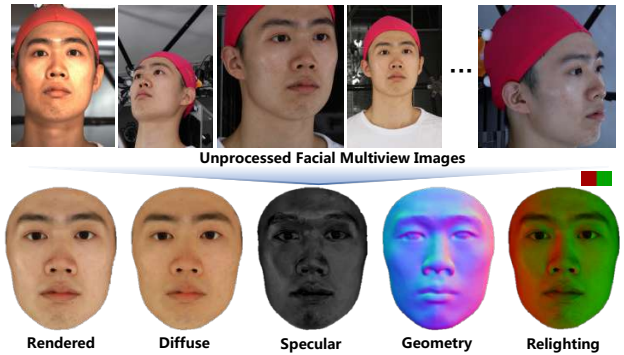 ...
Unprocessed Facial Multiview Images
Rendered Diffuse Specular Geometry Relighting